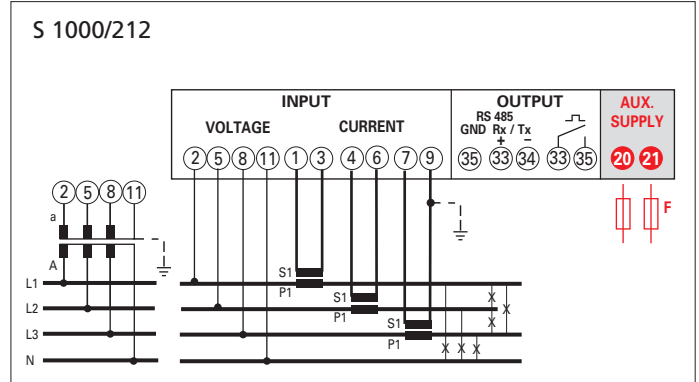 S 1000/212
INPUT OUTPUT AUX. SUPPLY
VOLTAGE CURRENT
RS 485
GND Rx / Tx
+ −
2 5 8 11 1 3 4 6 7 9 35 33 34 33 35 20 21
2 5 8 11
a
F
A
S1
L1
P1
S1
L2
P1
S1
L3
P1
N
X X X X X X